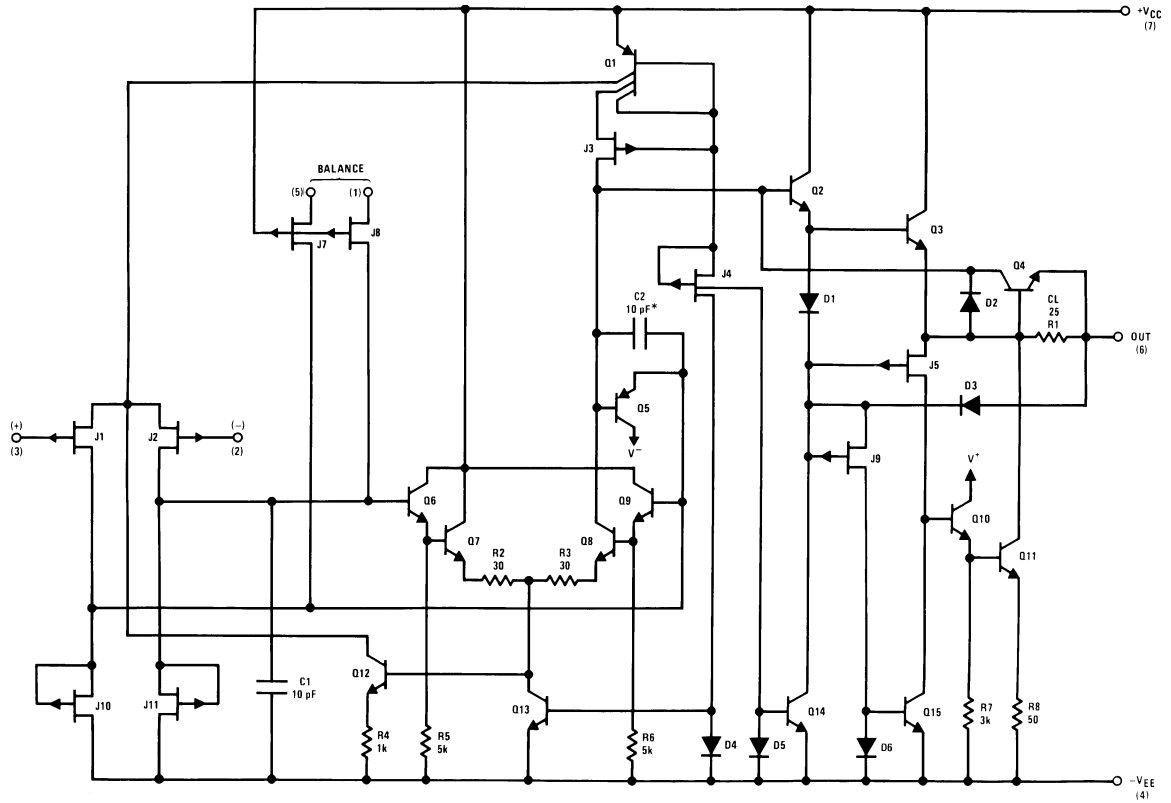 +VCC
(7)
Q1
J3
BALANCE
(5)
(1)
J7
J8
Q2
Q3
Q4
J4
C2
10 pF*
D1
D2
CL
25
R1
OUT
(6)
J5
D3
Q5
V−
(+)
(3)
J1
J2
(−)
(2)
J9
V+
Q6
Q9
Q7
Q8
Q10
Q11
R2
30
R3
30
C1
10 pF
Q12
Q13
J10
J11
Q14
Q15
R4
1k
R5
5k
R6
5k
D4
D5
D6
R7
3k
R8
50
−VEE
(4)